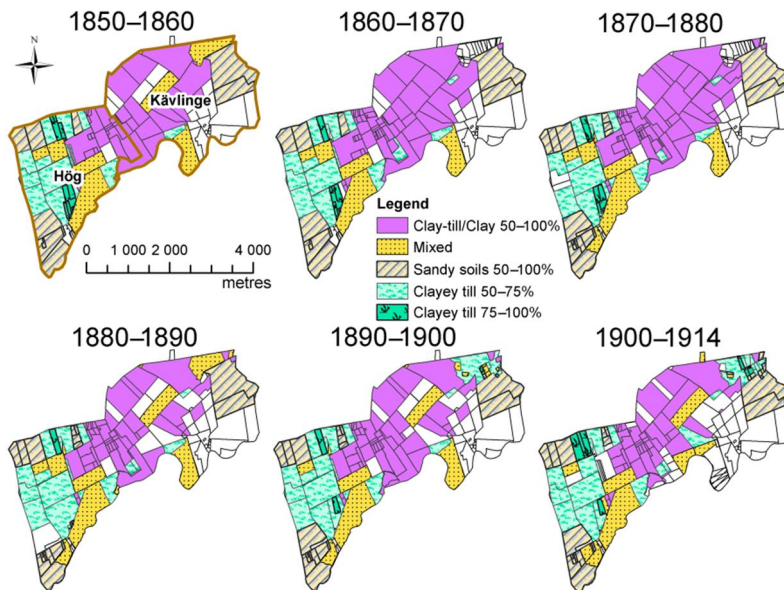 1850–1860
1860–1870
1870–1880
N
Kävlinge
Hög
Legend
Clay-till/Clay 50–100%
Mixed
Sandy soils 50–100%
Clayey till 50–75%
Clayey till 75–100%
0 1 000 2 000 4 000
metres
1880–1890
1890–1900
1900–1914